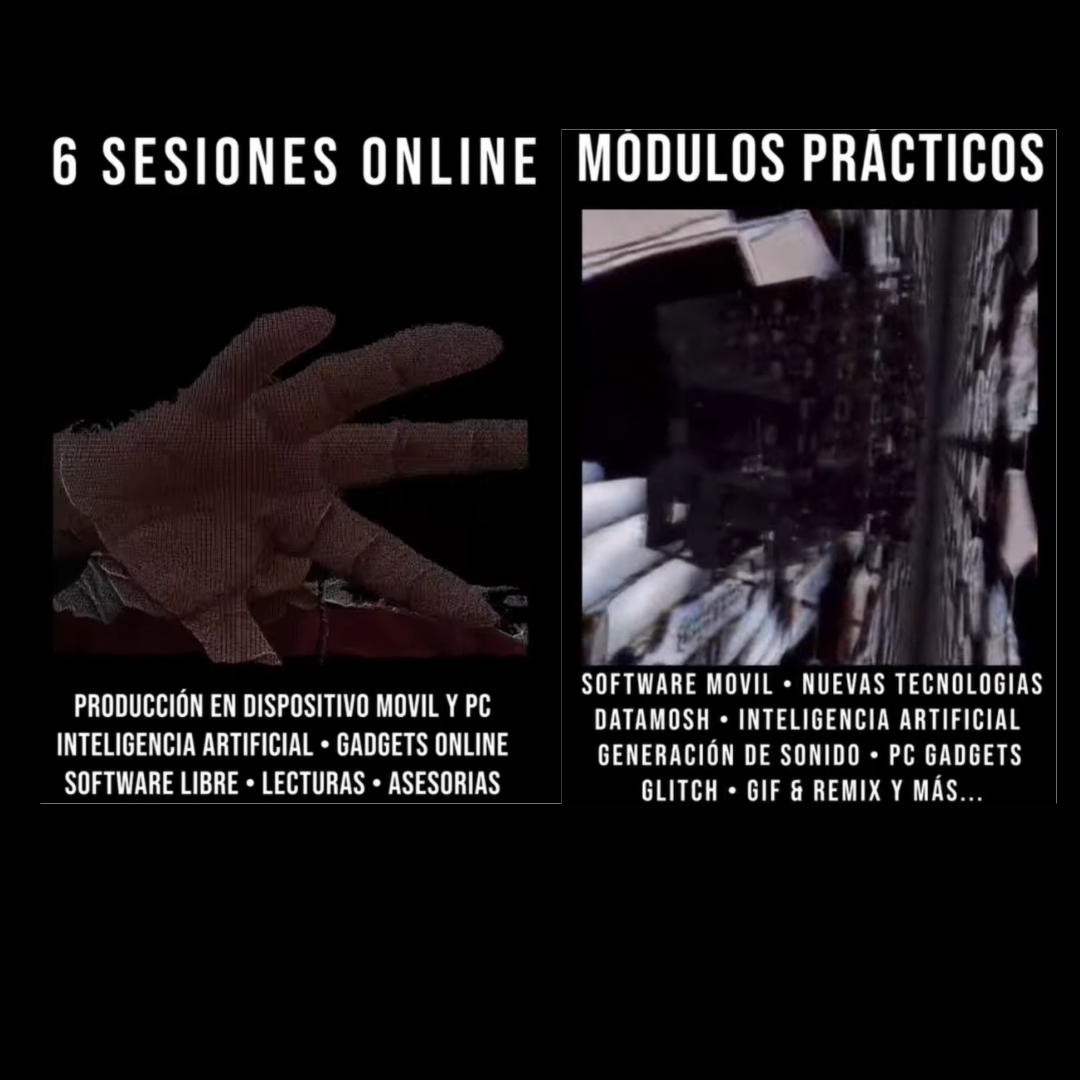 6 SESIONES ONLINE
PRODUCCIÓN EN DISPOSITIVO MOVIL Y PC
INTELIGENCIA ARTIFICIAL • GADGETS ONLINE
SOFTWARE LIBRE • LECTURAS • ASESORIAS
MÓDULOS PRÁCTICOS
SOFTWARE MOVIL • NUEVAS TECNOLOGIAS
DATAMOSH • INTELIGENCIA ARTIFICIAL
GENERACIÓN DE SONIDO • PC GADGETS
GLITCH • GIF & REMIX Y MÁS...